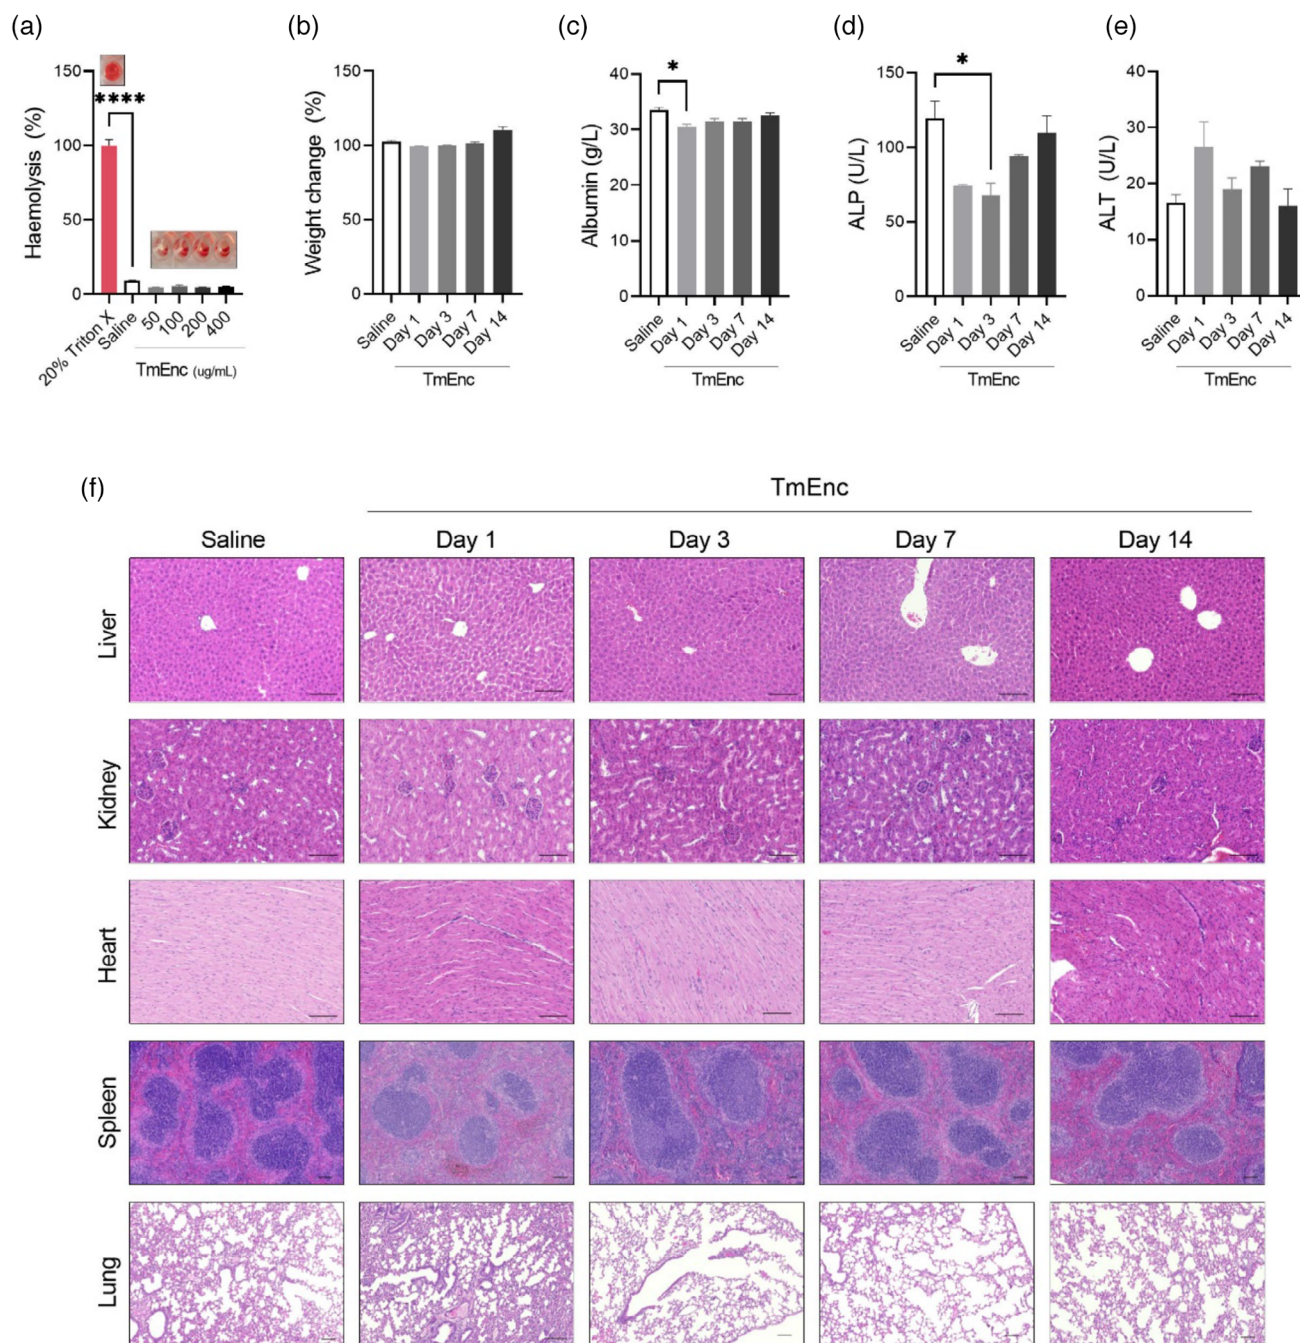 (a)
150
100
50
0
Haemolysis (%)
****
20% Triton X
Saline
50
100
200
400
TmEnc (ug/mL)
(b)
150
100
50
0
Weight change (%)
Saline
Day 1
Day 3
Day 7
Day 14
TmEnc
(c)
40
30
20
10
0
Albumin (g/L)
*
Saline
Day 1
Day 3
Day 7
Day 14
TmEnc
(d)
150
100
50
0
ALP (U/L)
*
Saline
Day 1
Day 3
Day 7
Day 14
TmEnc
(e)
40
30
20
10
0
ALT (U/L)
Saline
Day 1
Day 3
Day 7
Day 14
TmEnc
(f)
TmEnc
Saline Day 1 Day 3 Day 7 Day 14
Liver
Kidney
Heart
Spleen
Lung